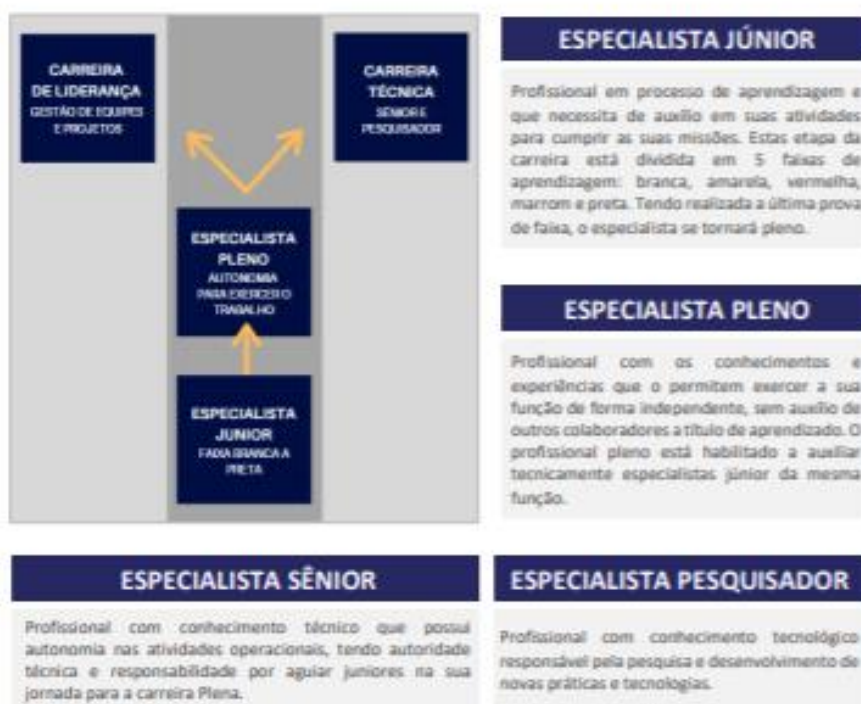 CARREIRA
DE LIDERANÇA
GESTÃO DE EQUIPES
E PROJETOS
CARREIRA
TÉCNICA
SENIOR E
PESQUISADOR
ESPECIALISTA
PLENO
AUTONOMIA
PARA EXERCER O
TRABALHO
ESPECIALISTA
JUNIOR
FAIXA BRANCA A
PRETA
ESPECIALISTA JÚNIOR
Profissional em processo de aprendizagem e
que necessita de auxílio em suas atividades
para cumprir as suas missões. Estas etapa da
carreira está dividida em 5 faixas de
aprendizagem: branca, amarela, vermelha,
marrom e preta. Tendo realizada a última prova
de faixa, o especialista se tornará pleno.
ESPECIALISTA PLENO
Profissional com os conhecimentos e
experiências que o permitem exercer a sua
função de forma independente, sem auxílio de
outros colaboradores a título de aprendizado. O
profissional pleno está habilitado a auxiliar
tecnicamente especialistas júnior da mesma
função.
ESPECIALISTA SÊNIOR
Profissional com conhecimento técnico que possui
autonomia nas atividades operacionais, tendo autoridade
técnica e responsabilidade por aguiar juniores na sua
jornada para a carreira Plena.
ESPECIALISTA PESQUISADOR
Profissional com conhecimento tecnológico
responsável pela pesquisa e desenvolvimento de
novas práticas e tecnologias.